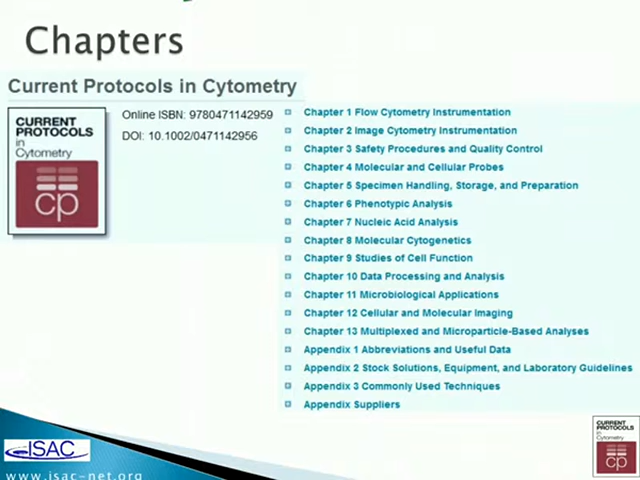 Chapters
Current Protocols in Cytometry
CURRENT
PROTOCOLS
in
Cytometry
cp
Online ISBN: 9780471142959
DOI: 10.1002/0471142956
Chapter 1 Flow Cytometry Instrumentation
Chapter 2 Image Cytometry Instrumentation
Chapter 3 Safety Procedures and Quality Control
Chapter 4 Molecular and Cellular Probes
Chapter 5 Specimen Handling, Storage, and Preparation
Chapter 6 Phenotypic Analysis
Chapter 7 Nucleic Acid Analysis
Chapter 8 Molecular Cytogenetics
Chapter 9 Studies of Cell Function
Chapter 10 Data Processing and Analysis
Chapter 11 Microbiological Applications
Chapter 12 Cellular and Molecular Imaging
Chapter 13 Multiplexed and Microparticle-Based Analyses
Appendix 1 Abbreviations and Useful Data
Appendix 2 Stock Solutions, Equipment, and Laboratory Guidelines
Appendix 3 Commonly Used Techniques
Appendix Suppliers
ISAC
www.isac-net.org
CURRENT
PROTOCOLS
in
Cytometry
cp